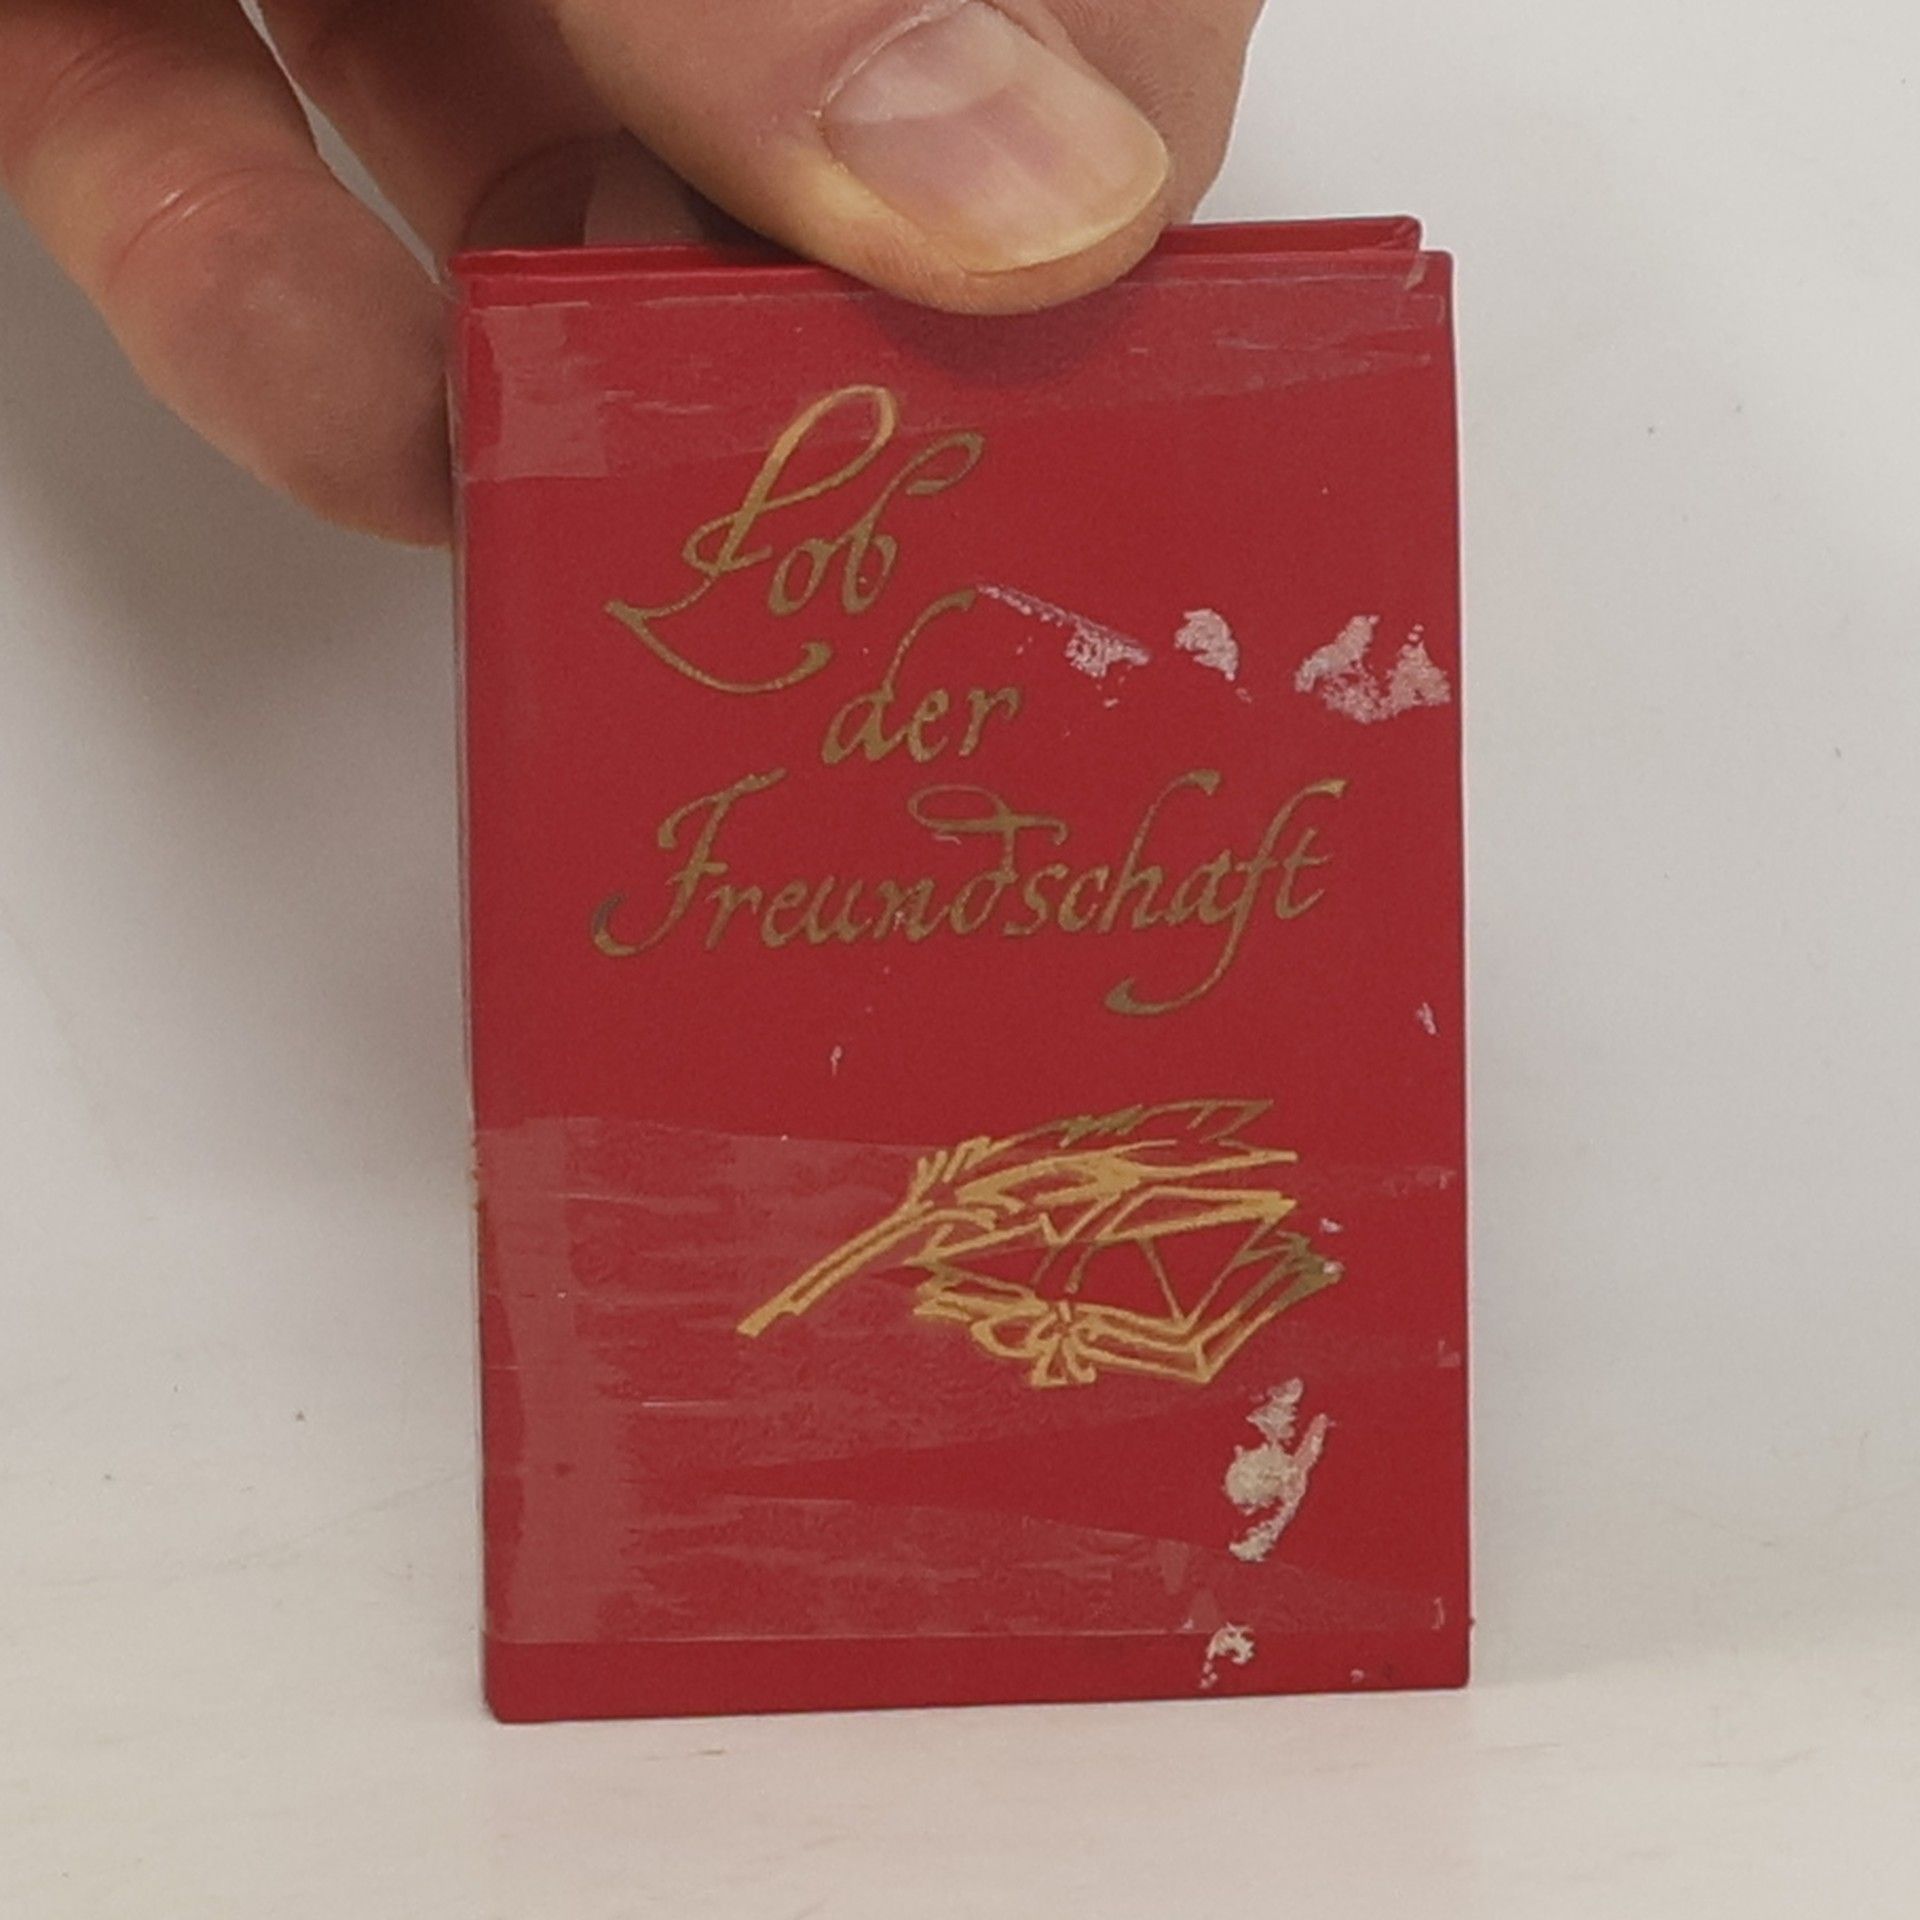 Lob
der
Freundschaft